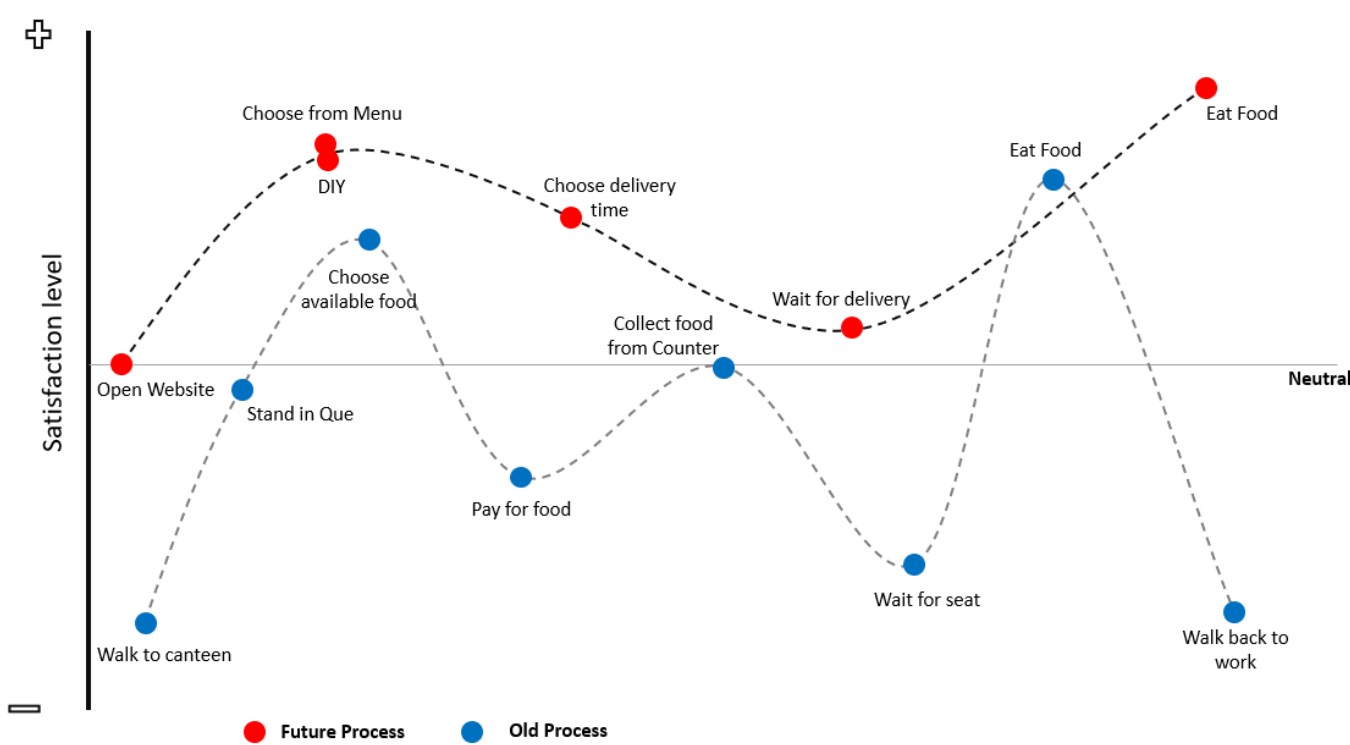 Choose from Menu
Eat Food
Eat Food
DIY
Choose delivery
time
Satisfaction level
Choose
available food
Wait for delivery
Collect food
from Counter
Neutral
Open Website
Stand in Que
Pay for food
Wait for seat
Walk to canteen
Walk back to
work
Future Process
Old Process